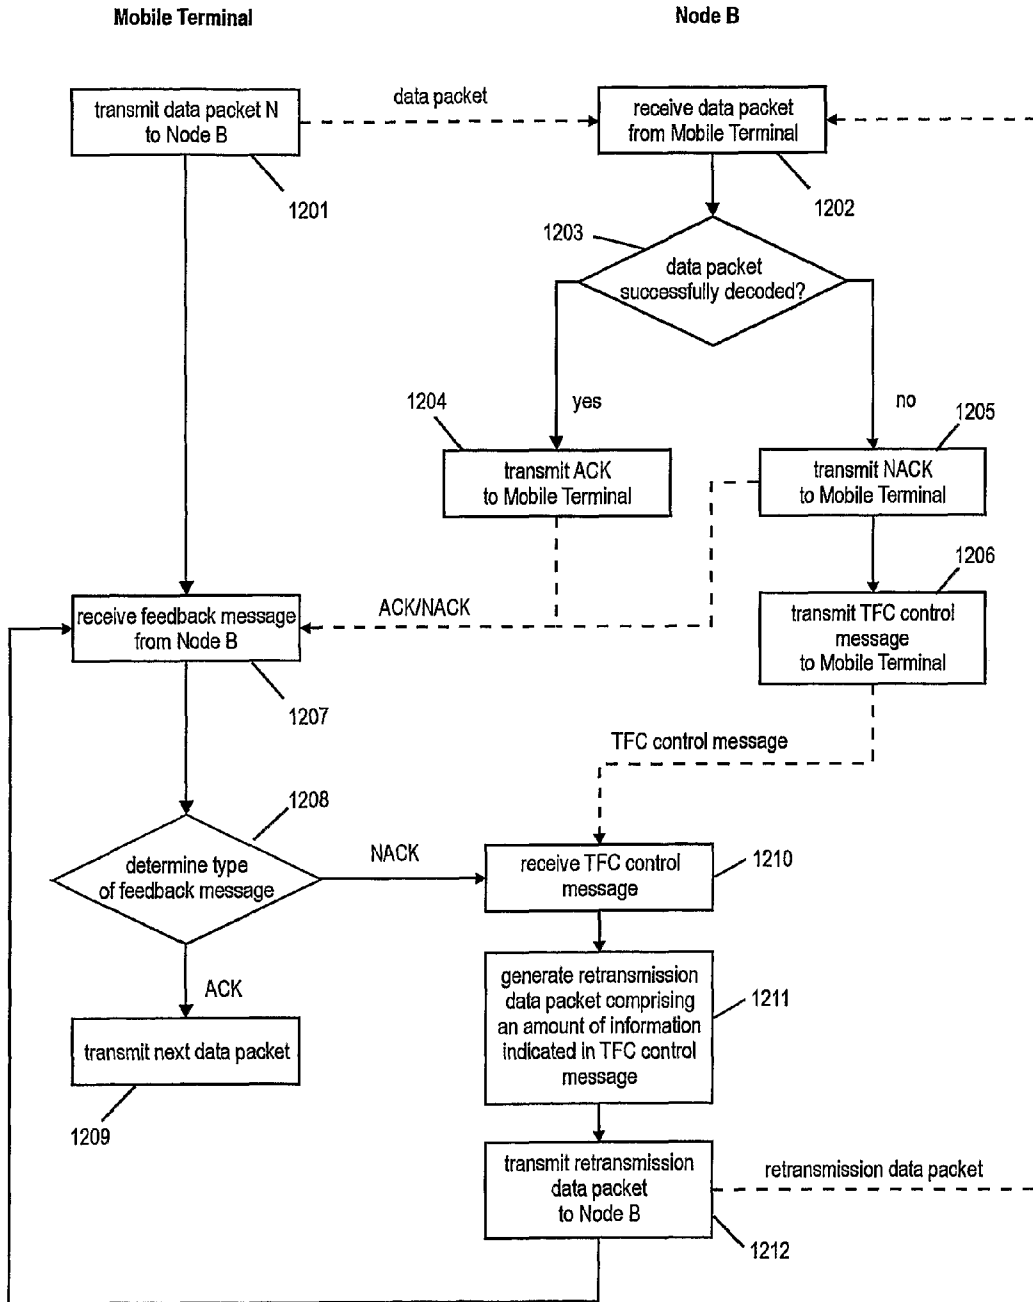 Mobile Terminal
Node B
transmit data packet N
to Node B
data packet
receive data packet
from Mobile Terminal
1201
1202
1203
data packet
successfully decoded?
1204
yes
no
1205
transmit ACK
to Mobile Terminal
transmit NACK
to Mobile Terminal
1206
receive feedback message
from Node B
ACK/NACK
transmit TFC control
message
to Mobile Terminal
1207
TFC control message
1208
determine type
of feedback message
NACK
receive TFC control
message
1210
ACK
generate retransmission
data packet comprising
an amount of information
indicated in TFC control
message
1211
transmit next data packet
1209
transmit retransmission
data packet
to Node B
retransmission data packet
1212